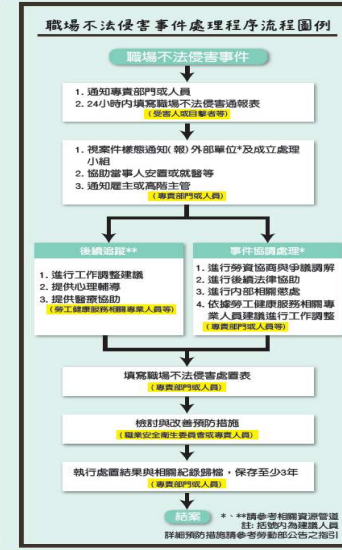 職場不法侵害事件處理程序流程圖例
職場不法侵害事件
1. 通知專責部門或人員
2. 24小時內填寫職場不法侵害通報表
(受害人或目擊者等)
1. 視案件樣態通知(報)外部單位*及成立處理
小組
2. 協助當事人安置或就醫等
3. 通知雇主或高階主管
(專責部門或人員)
後續追蹤**
1. 進行工作調整建議
2. 提供心理輔導
3. 提供醫療協助
(勞工健康服務相關專業人員等)
事件協調處理*
1. 進行勞資協商與爭議調解
2. 進行後續法律協助
3. 進行內部相關懲處
4. 依據勞工健康服務相關專
業人員建議進行工作調整
(專責部門或人員等)
填寫職場不法侵害處置表
(專責部門或人員)
檢討與改善預防措施
(職業安全衛生委員會或專責人員)
執行處置結果與相關紀錄歸檔，保存至少3年
(專責部門或人員)
結案
*、**請參考相關資源管道
註: 括號內為建議人員
詳細預防措施請參考勞動部公告之指引